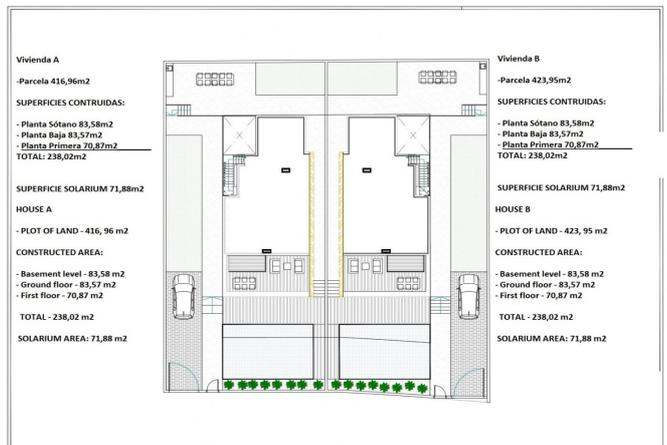 Vivienda A
-Parcela 416,96m2
SUPERFICIES CONTRUIDAS:
- Planta Sótano 83,58m2
- Planta Baja 83,57m2
- Planta Primera 70,87m2
TOTAL: 238,02m2
SUPERFICIE SOLARIUM 71,88m2
HOUSE A
- PLOT OF LAND - 416, 96 m2
CONSTRUCTED AREA:
- Basement level - 83,58 m2
- Ground floor - 83,57 m2
- First floor - 70,87 m2
TOTAL - 238,02 m2
SOLARIUM AREA: 71,88 m2
Vivienda B
-Parcela 423,95m2
SUPERFICIES CONTRUIDAS:
- Planta Sótano 83,58m2
- Planta Baja 83,57m2
- Planta Primera 70,87m2
TOTAL: 238,02m2
SUPERFICIE SOLARIUM 71,88m2
HOUSE B
- PLOT OF LAND - 423, 95 m2
CONSTRUCTED AREA:
- Basement level - 83,58 m2
- Ground floor - 83,57 m2
- First floor - 70,87 m2
TOTAL - 238,02 m2
SOLARIUM AREA: 71,88 m2